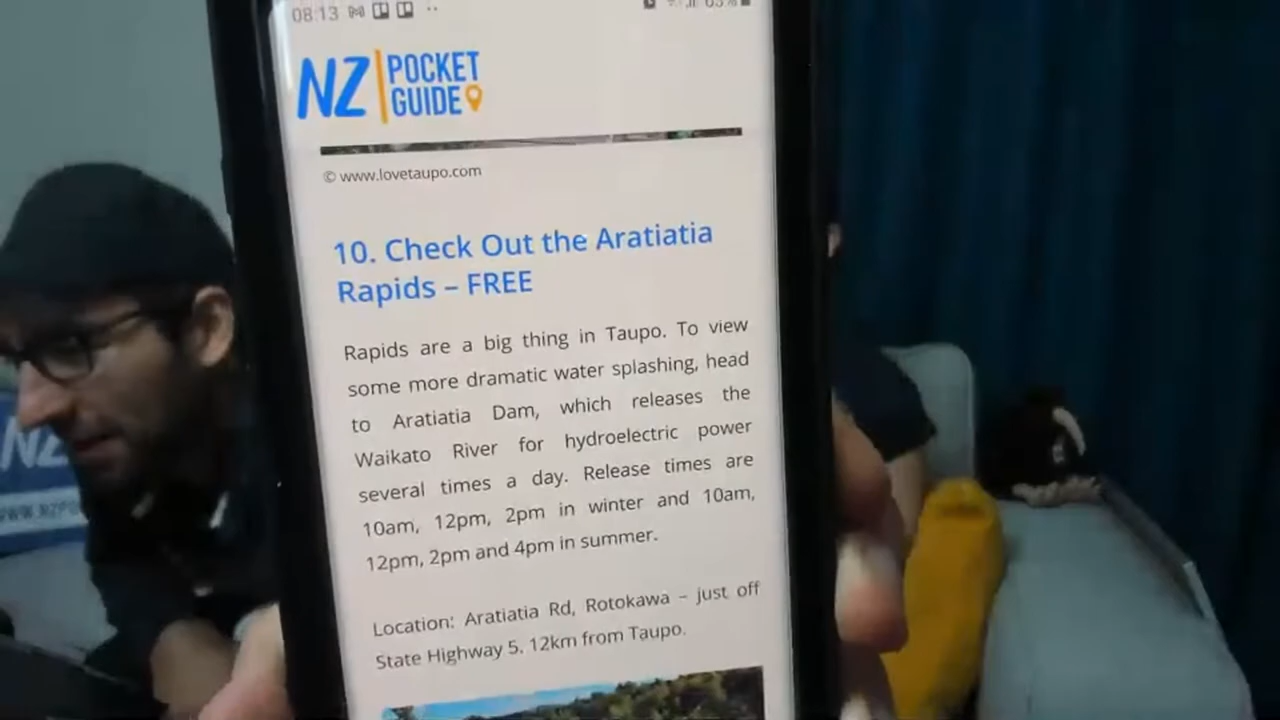 08:13
NZ POCKET
GUIDE
© www.lovetaupo.com
10. Check Out the Aratiatia
Rapids – FREE
Rapids are a big thing in Taupo. To view
some more dramatic water splashing, head
to Aratiatia Dam, which releases the
Waikato River for hydroelectric power
several times a day. Release times are
10am, 12pm, 2pm in winter and 10am,
12pm, 2pm and 4pm in summer.
Location: Aratiatia Rd, Rotokawa – just off
State Highway 5. 12km from Taupo.
NZ